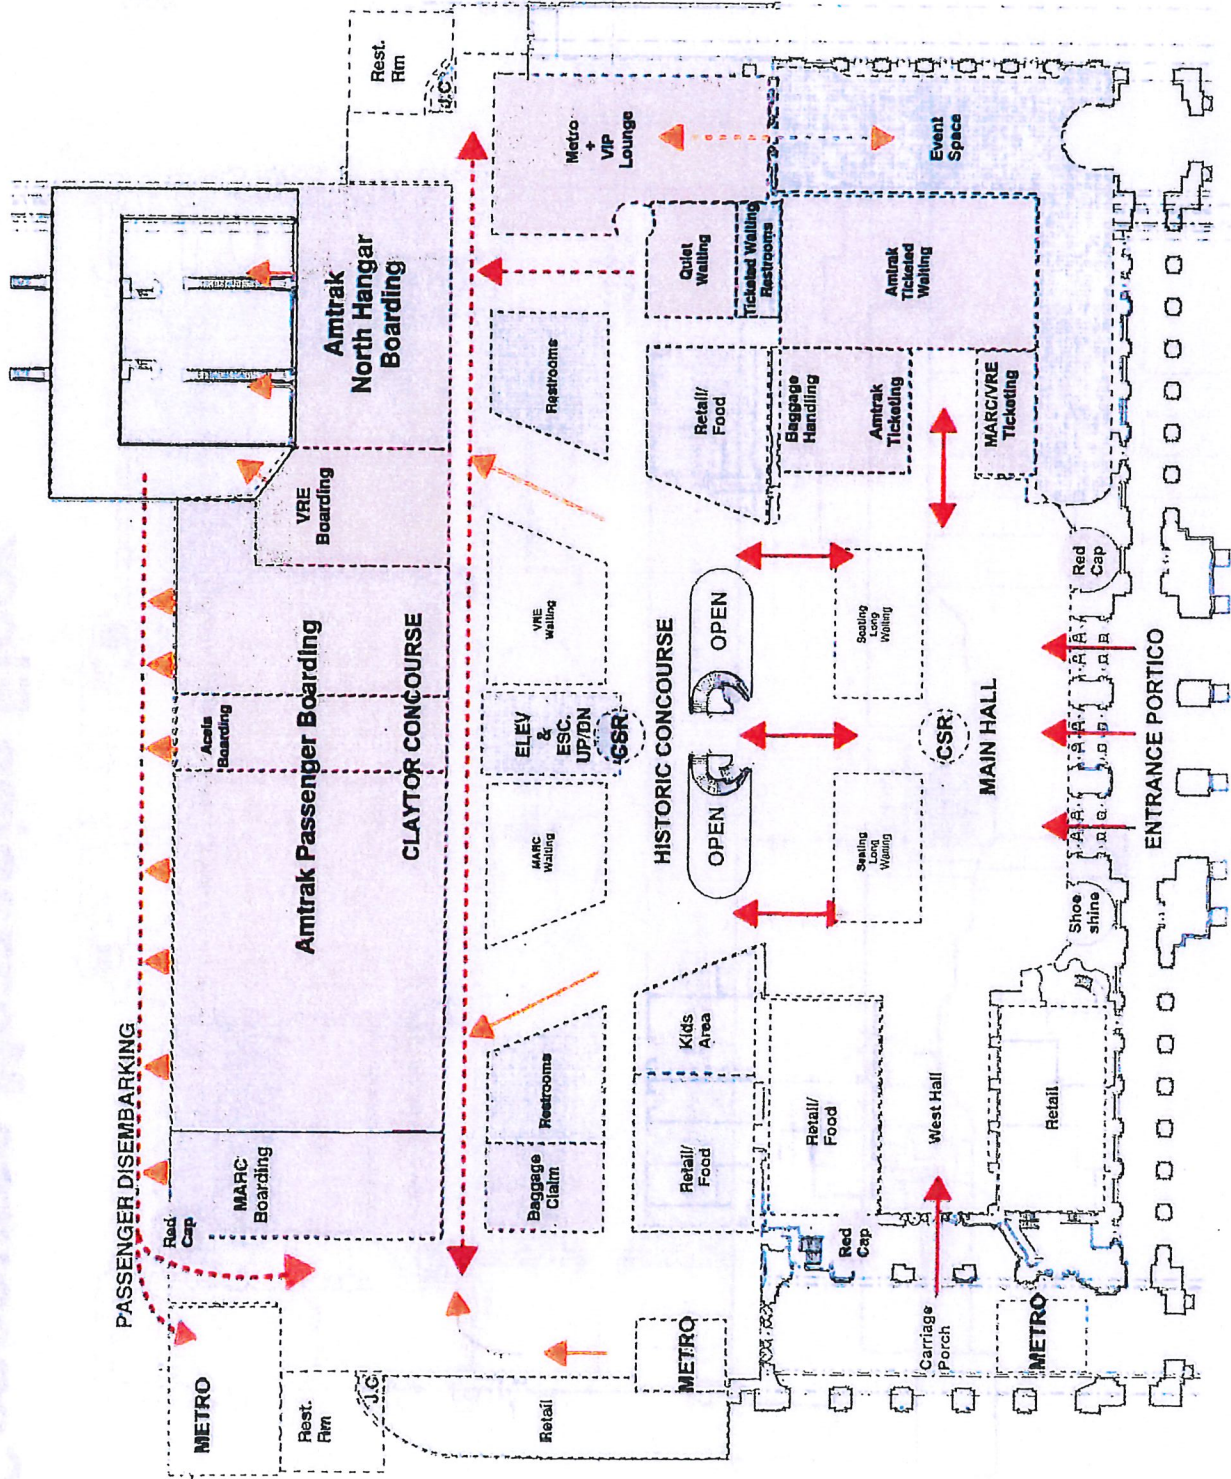 PASSENGER DISEMBARKING
METRO
Red
Cap
Acela
Boarding
Rest.
Rm
MARC
Boarding
Amtrak Passenger Boarding
VRE
Boarding
Amtrak
North Hangar
Boarding
Rest.
Rm
J.C.
CLAYTOR CONCOURSE
J.C.
Retail
Baggage
Claim
Restrooms
MARC
Waiting
ELEV
&
ESC.
UP/DN
CSR
VRE
Waiting
Restrooms
Metro
+
VIP
Lounge
METRO
Retail/
Food
Kids
Area
HISTORIC CONCOURSE
OPEN
OPEN
Retail/
Food
Quiet
Waiting
Ticketed Waiting
Restrooms
Retail/
Food
Red
Cap
Seating
Long
Waiting
Seating
Long
Waiting
Baggage
Handling
Amtrak
Ticketing
Amtrak
Ticketed
Waiting
Event
Space
Carriage
Porch
West Hall
CSR
MAIN HALL
MARC/VRE
Ticketing
METRO
Retail
Shoe
shine
Red
Cap
ENTRANCE PORTICO